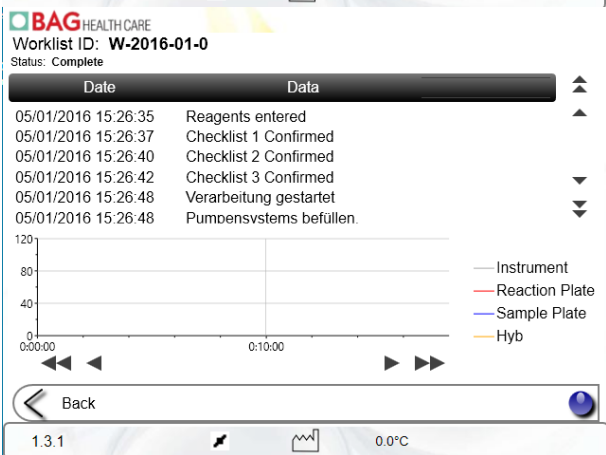 BAG HEALTH CARE
Worklist ID: W-2016-01-0
Status: Complete
Date Data
05/01/2016 15:26:35 Reagents entered
05/01/2016 15:26:37 Checklist 1 Confirmed
05/01/2016 15:26:40 Checklist 2 Confirmed
05/01/2016 15:26:42 Checklist 3 Confirmed
05/01/2016 15:26:48 Verarbeitung gestartet
05/01/2016 15:26:48 Pumpensystems befüllen.
120
80
40
0
0:00:00 0:10:00
Instrument
Reaction Plate
Sample Plate
Hyb
Back
1.3.1 0.0°C